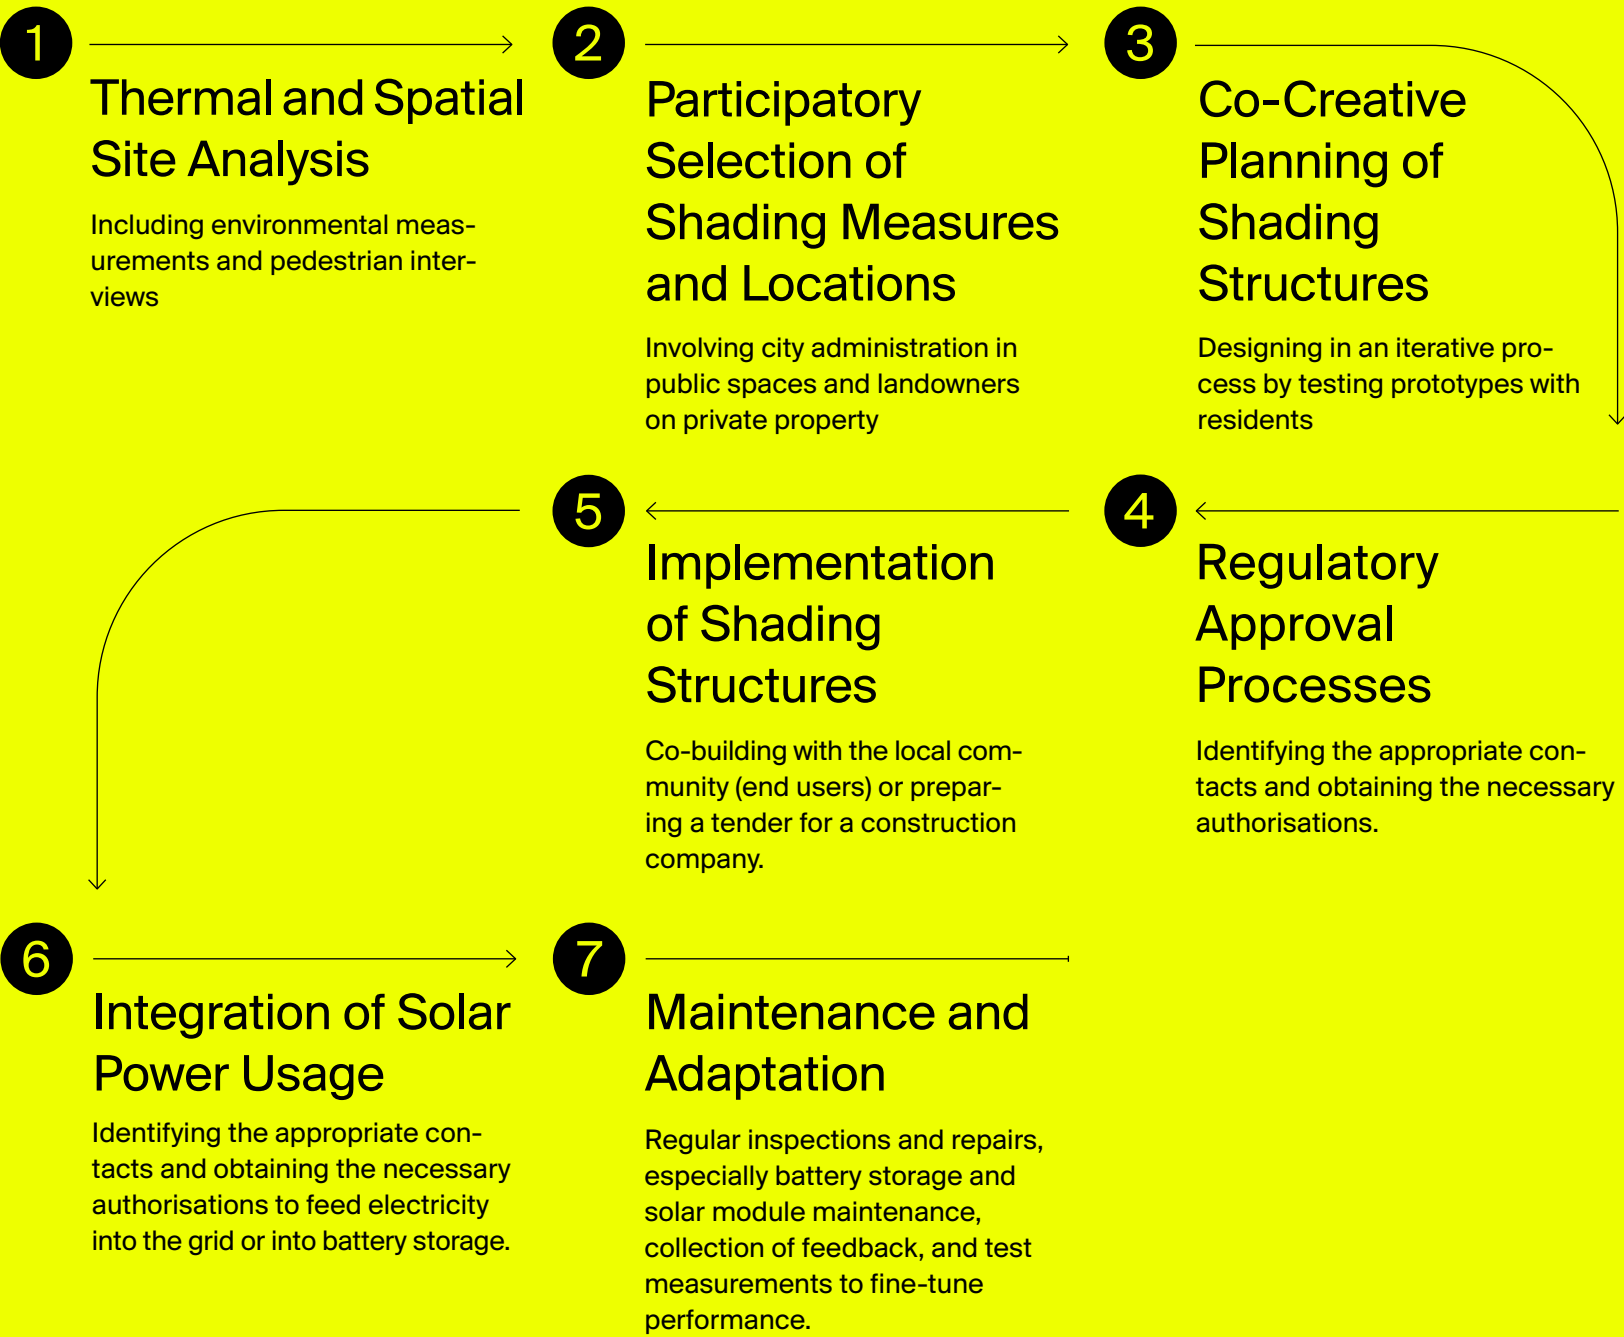 1
Thermal and Spatial
Site Analysis
Including environmental meas-
urements and pedestrian inter-
views
2
Participatory
Selection of
Shading Measures
and Locations
Involving city administration in
public spaces and landowners
on private property
3
Co-Creative
Planning of
Shading
Structures
Designing in an iterative pro-
cess by testing prototypes with
residents
4
Regulatory
Approval
Processes
Identifying the appropriate con-
tacts and obtaining the necessary
authorisations.
5
Implementation
of Shading
Structures
Co-building with the local com-
munity (end users) or prepar-
ing a tender for a construction
company.
6
Integration of Solar
Power Usage
Identifying the appropriate con-
tacts and obtaining the necessary
authorisations to feed electricity
into the grid or into battery storage.
7
Maintenance and
Adaptation
Regular inspections and repairs,
especially battery storage and
solar module maintenance,
collection of feedback, and test
measurements to fine-tune
performance.